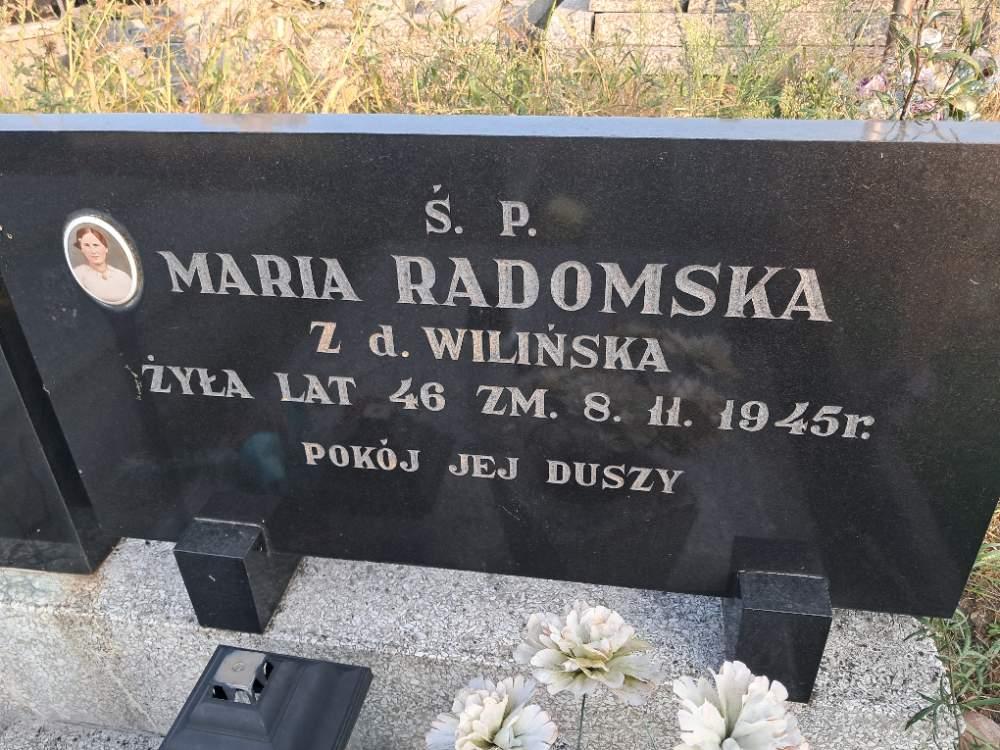 Ś. P.
MARIA RADOMSKA
Z d. WILIŃSKA
ŻYŁA LAT 46 ZM. 8. 11. 1945r.
POKÓJ JEJ DUSZY